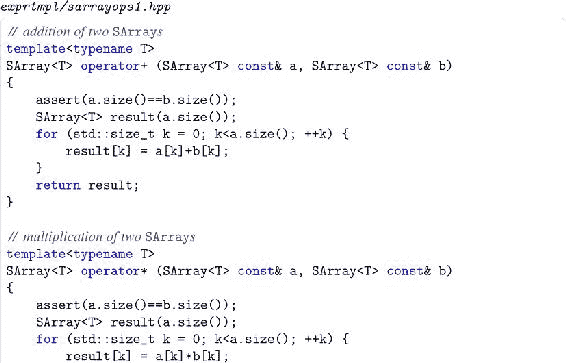 exprtmpl/sarrayops1.hpp
// addition of two SArrays
template<typename T>
SArray<T> operator+ (SArray<T> const& a, SArray<T> const& b)
{
    assert(a.size()==b.size());
    SArray<T> result(a.size());
    for (std::size_t k = 0; k<a.size(); ++k) {
        result[k] = a[k]+b[k];
    }
    return result;
}
// multiplication of two SArrays
template<typename T>
SArray<T> operator* (SArray<T> const& a, SArray<T> const& b)
{
    assert(a.size()==b.size());
    SArray<T> result(a.size());
    for (std::size_t k = 0; k<a.size(); ++k) {
        result[k] = a[k]*b[k];